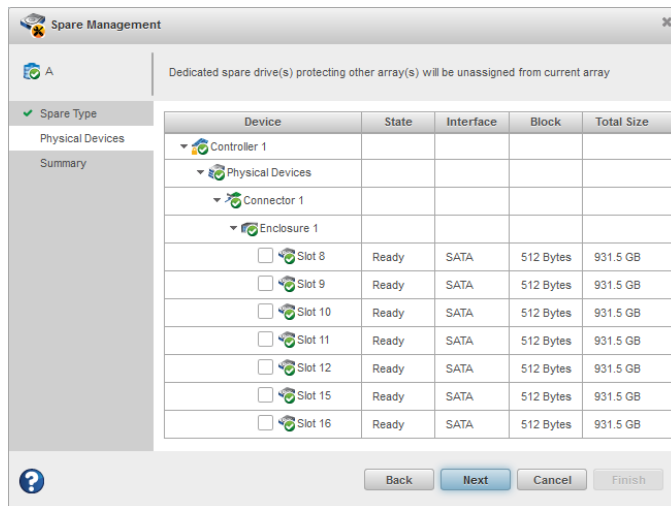 Spare Management
A
Dedicated spare drive(s) protecting other array(s) will be unassigned from current array
Spare Type
Physical Devices
Summary
Device State Interface Block Total Size
Controller 1
Physical Devices
Connector 1
Enclosure 1
Slot 8 Ready SATA 512 Bytes 931.5 GB
Slot 9 Ready SATA 512 Bytes 931.5 GB
Slot 10 Ready SATA 512 Bytes 931.5 GB
Slot 11 Ready SATA 512 Bytes 931.5 GB
Slot 12 Ready SATA 512 Bytes 931.5 GB
Slot 15 Ready SATA 512 Bytes 931.5 GB
Slot 16 Ready SATA 512 Bytes 931.5 GB
? Back Next Cancel Finish